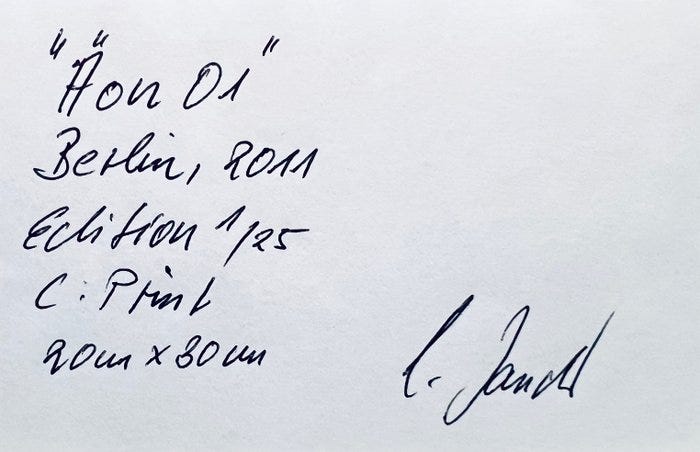 "Äon 01"
Berlin, 2011
Edition 1/25
C: Print
20cm x 30cm